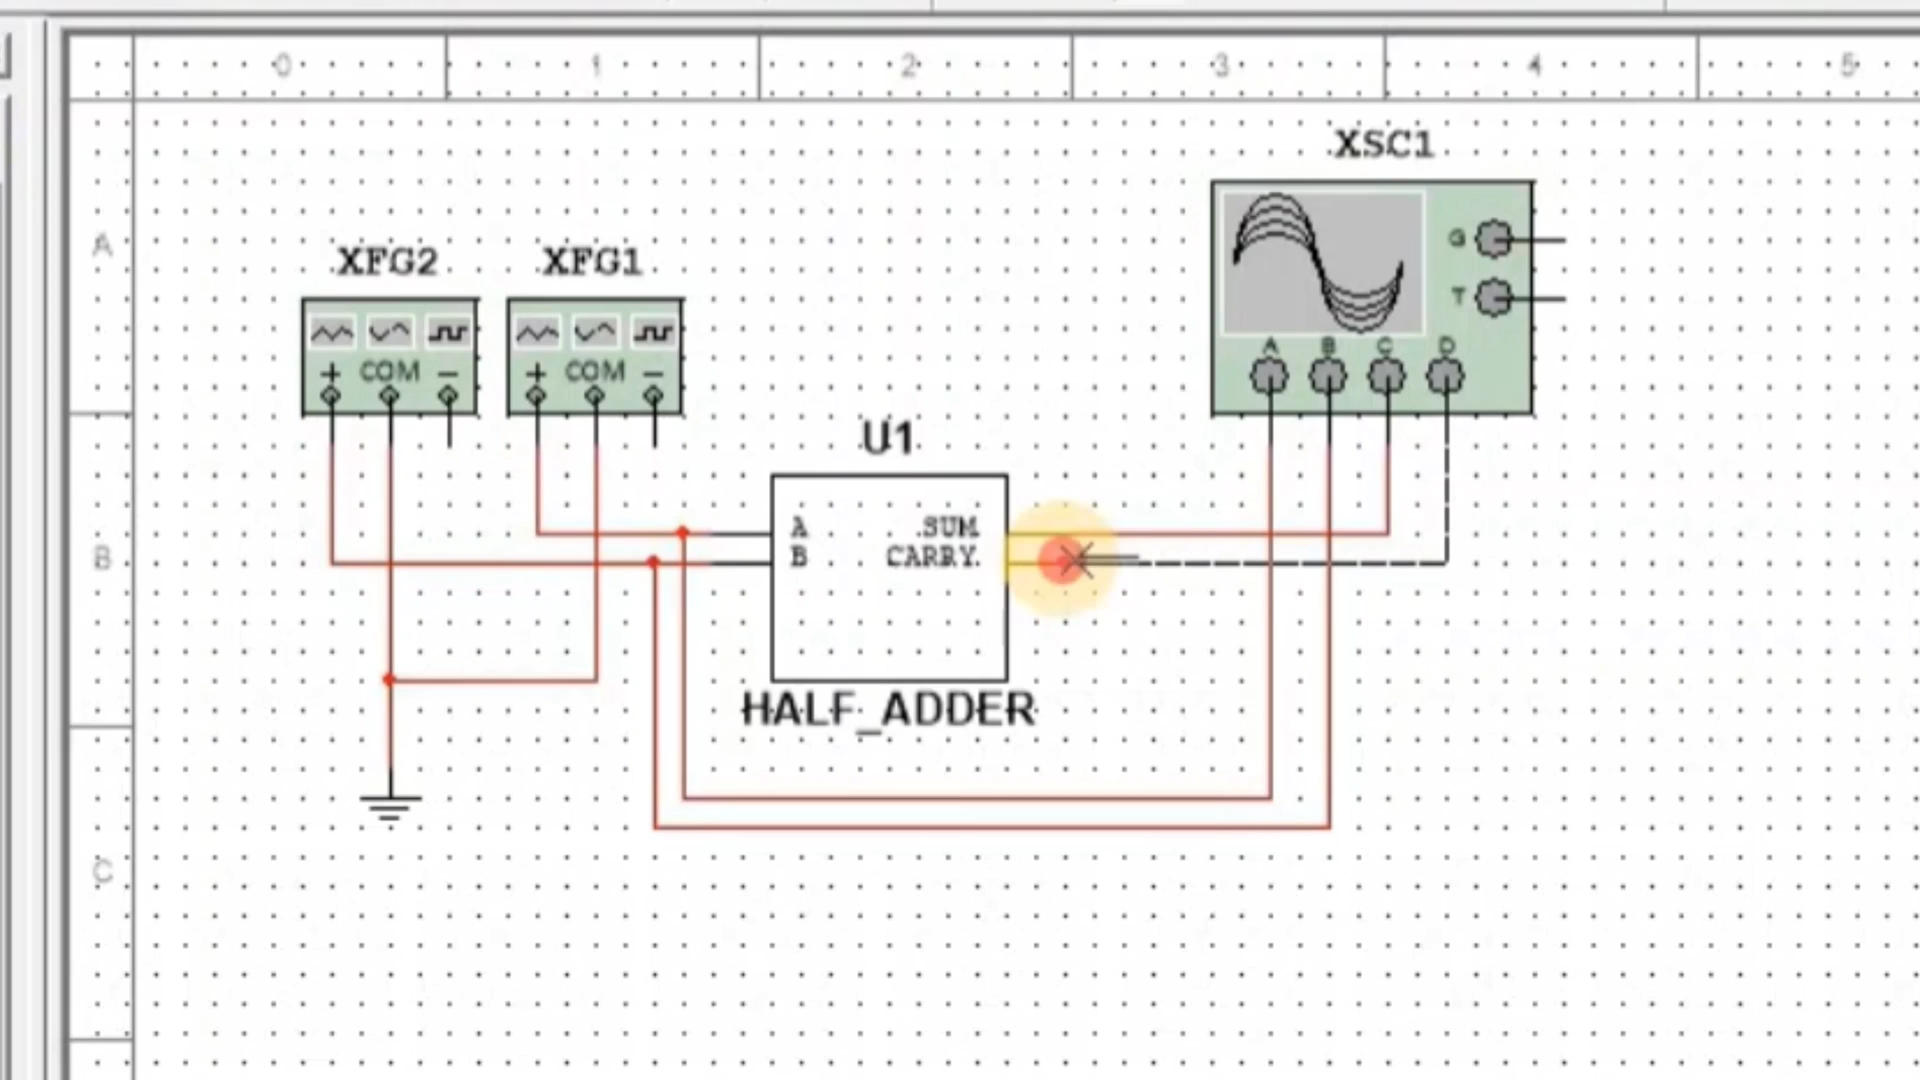 0 1 2 3 4 5
XSC1
A
G
XFG2 XFG1
T
A B C D
+ COM − + COM −
U1
A SUM
B
B CARRY
HALF_ADDER
C